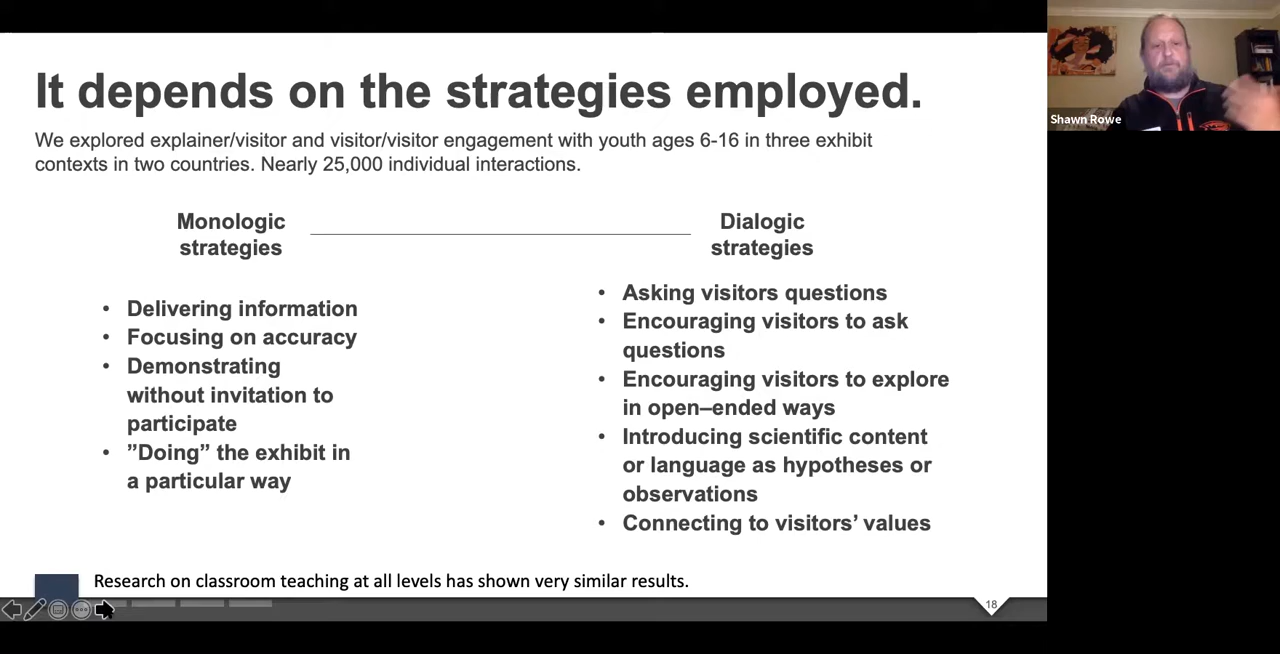 It depends on the strategies employed.
We explored explainer/visitor and visitor/visitor engagement with youth ages 6-16 in three exhibit
contexts in two countries. Nearly 25,000 individual interactions.
Monologic
strategies
• Delivering information
• Focusing on accuracy
• Demonstrating
without invitation to
participate
• ”Doing” the exhibit in
a particular way
Dialogic
strategies
• Asking visitors questions
• Encouraging visitors to ask
questions
• Encouraging visitors to explore
in open–ended ways
• Introducing scientific content
or language as hypotheses or
observations
• Connecting to visitors’ values
Research on classroom teaching at all levels has shown very similar results.
18
Shawn Rowe